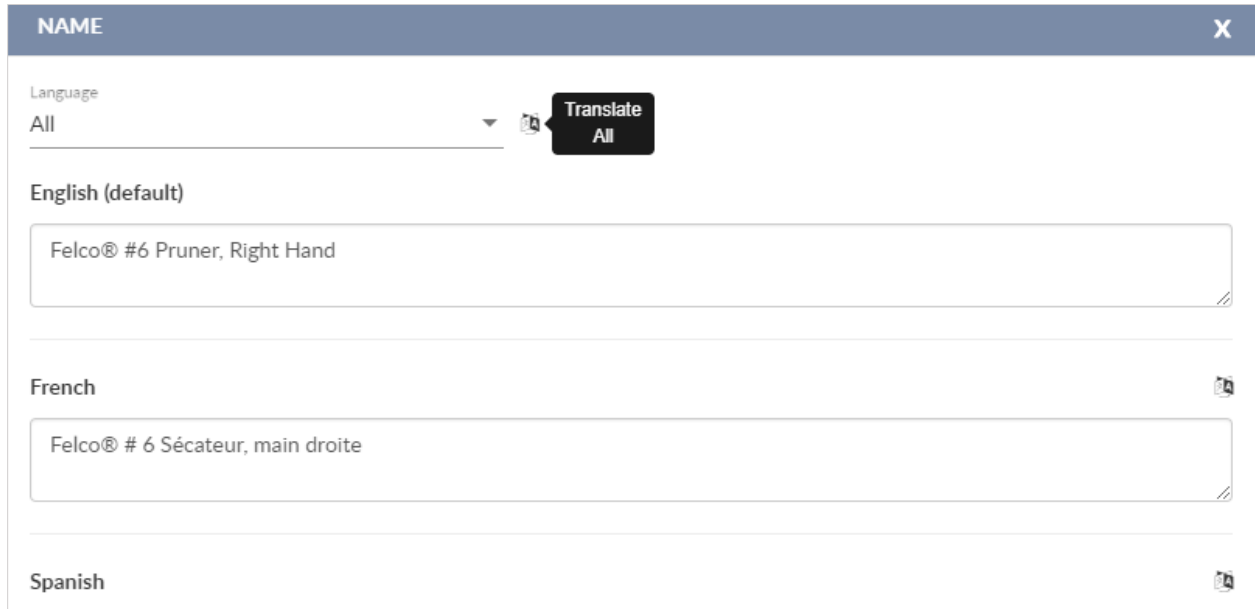 NAME
X
Language
All
Translate
All
English (default)
Felco® #6 Pruner, Right Hand
French
Felco® # 6 Sécateur, main droite
Spanish